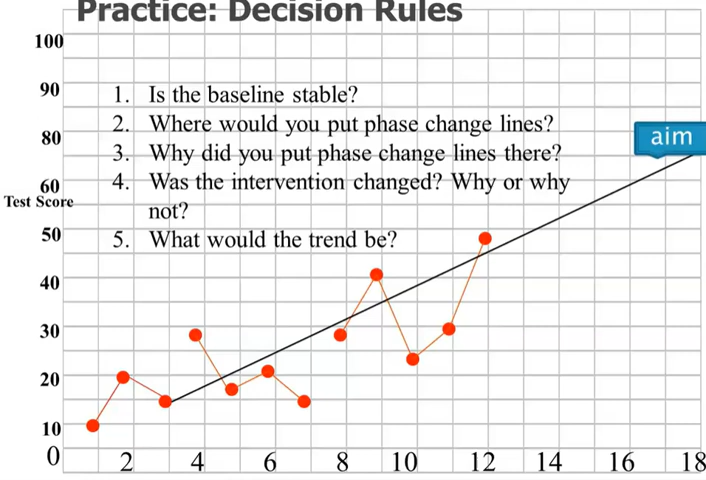 Practice: Decision Rules
100
90
80
60
Test Score
50
40
30
20
10
0
1. Is the baseline stable?
2. Where would you put phase change lines?
3. Why did you put phase change lines there?
4. Was the intervention changed? Why or why
not?
5. What would the trend be?
aim
2 4 6 8 10 12 14 16 18